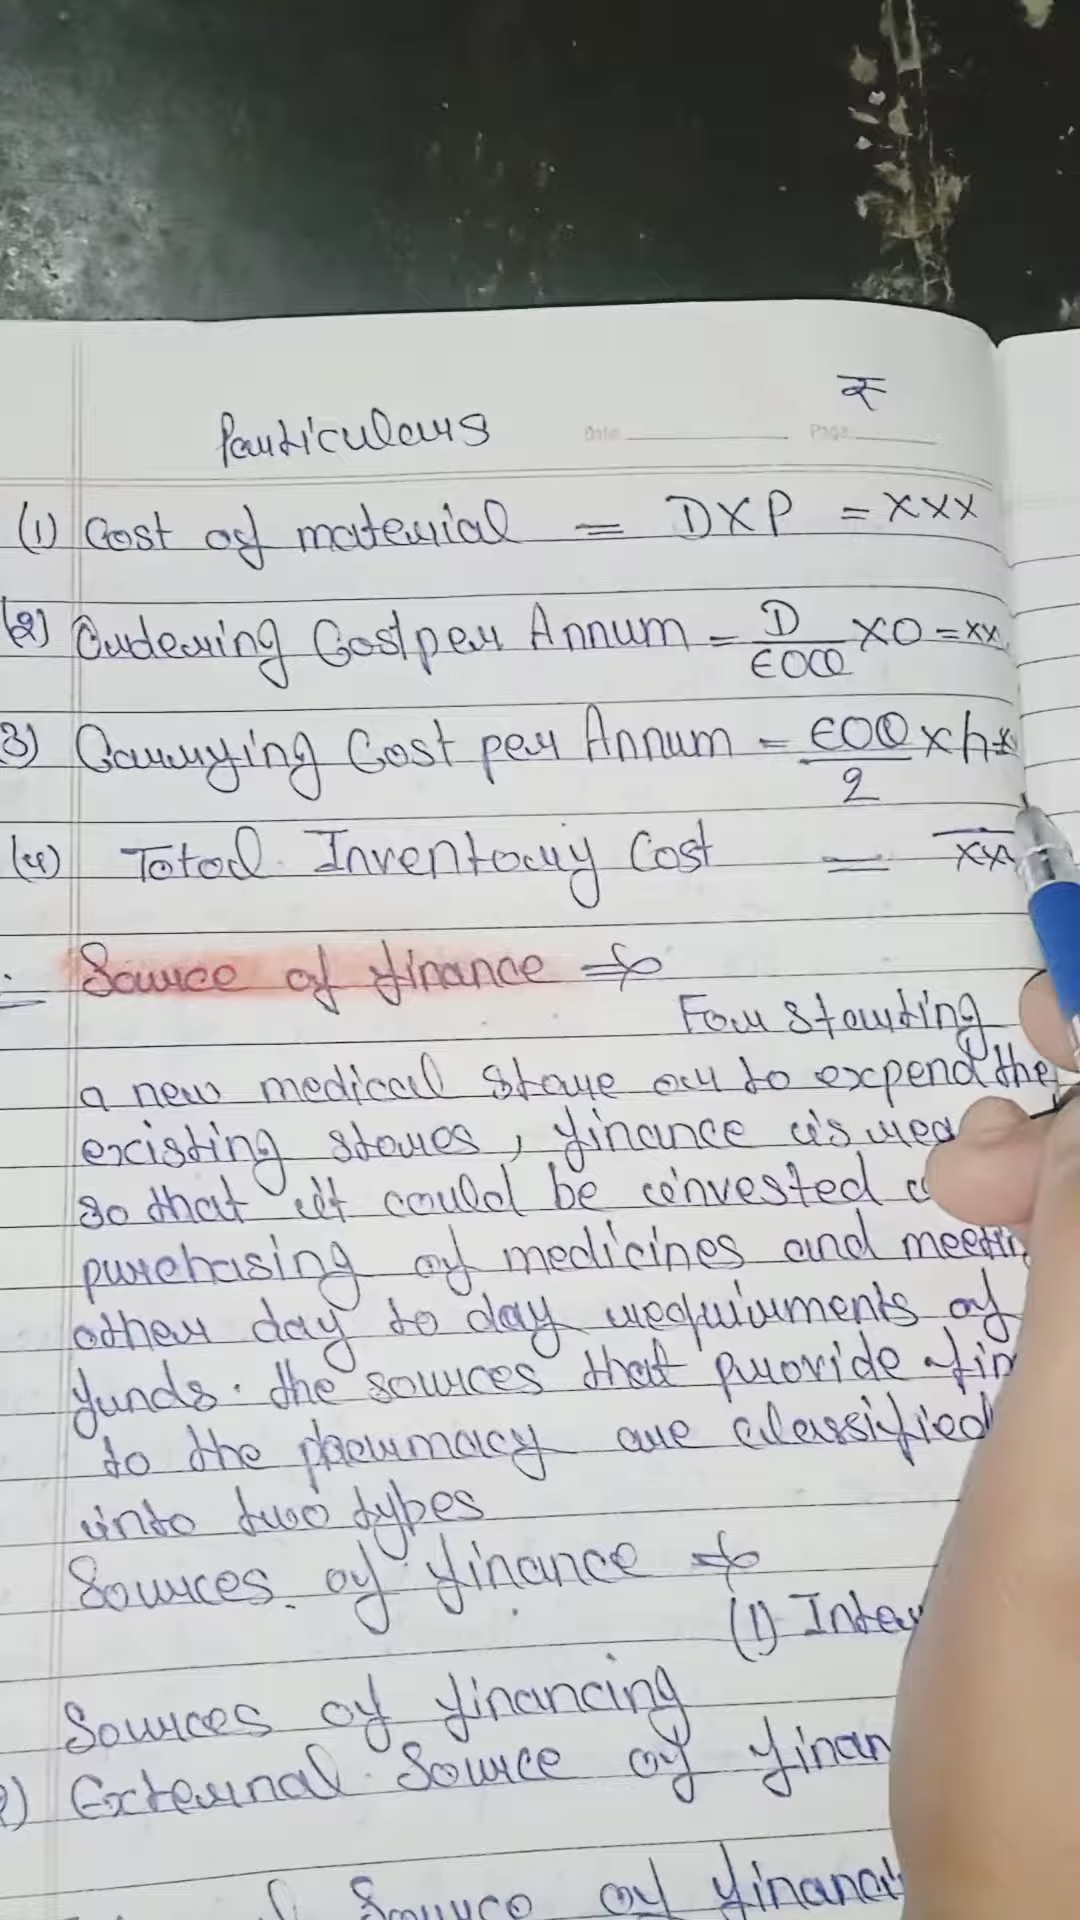 ₹
Particulars
Date
Page
(1) Cost of material = D×P = ×××
(2) Ordering Cost per Annum = D/EOQ ×O = ××
(3) Carrying Cost per Annum = EOQ/2 × h =
(4) Total Inventory Cost = ××
Source of finance ⇒
For starting
a new medical store or to expend the
existing stores, finance is
so that it could be invested
purchasing of medicines and
other day to day requirments of
funds. the sources that provide
to the pharmacy are classified
into two types
Sources of finance ⇒
(1)
Sources of financing
External Source of
Source of